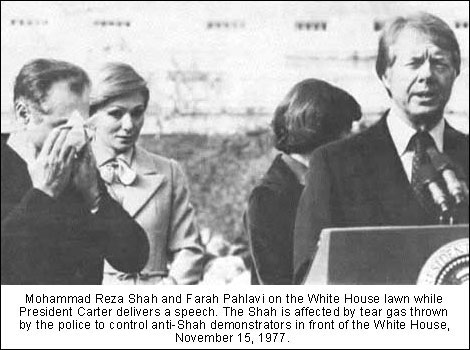 Mohammad Reza Shah and Farah Pahlavi on the White House lawn while
President Carter delivers a speech. The Shah is affected by tear gas thrown
by the police to control anti-Shah demonstrators in front of the White House,
November 15, 1977.